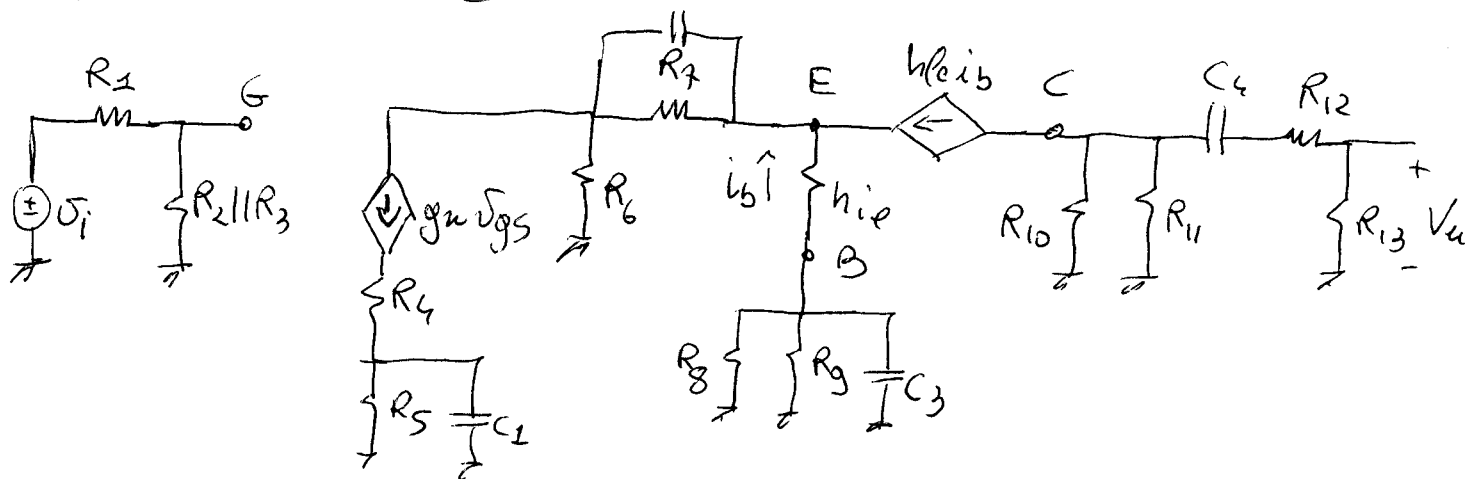 R1
G
R7
E
hfe ib
C
C4
R12
+
vi
R2||R3
gm vgs
R6
ib
hie
R10
R11
R13
Vu
-
B
R4
R8
R9
C3
R5
C1